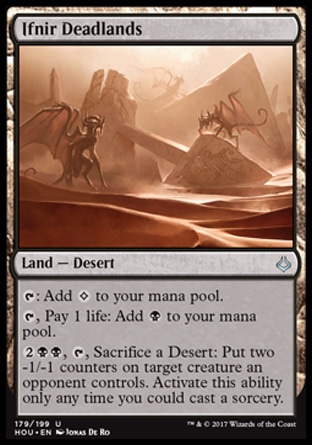 Ifnir Deadlands
Land — Desert
: Add to your mana pool.
, Pay 1 life: Add to your mana
pool.
2 , , Sacrifice a Desert: Put two
-1/-1 counters on target creature an
opponent controls. Activate this ability
only any time you could cast a sorcery.
179/199 U
HOU • EN Jonas De Ro
™ & © 2017 Wizards of the Coast